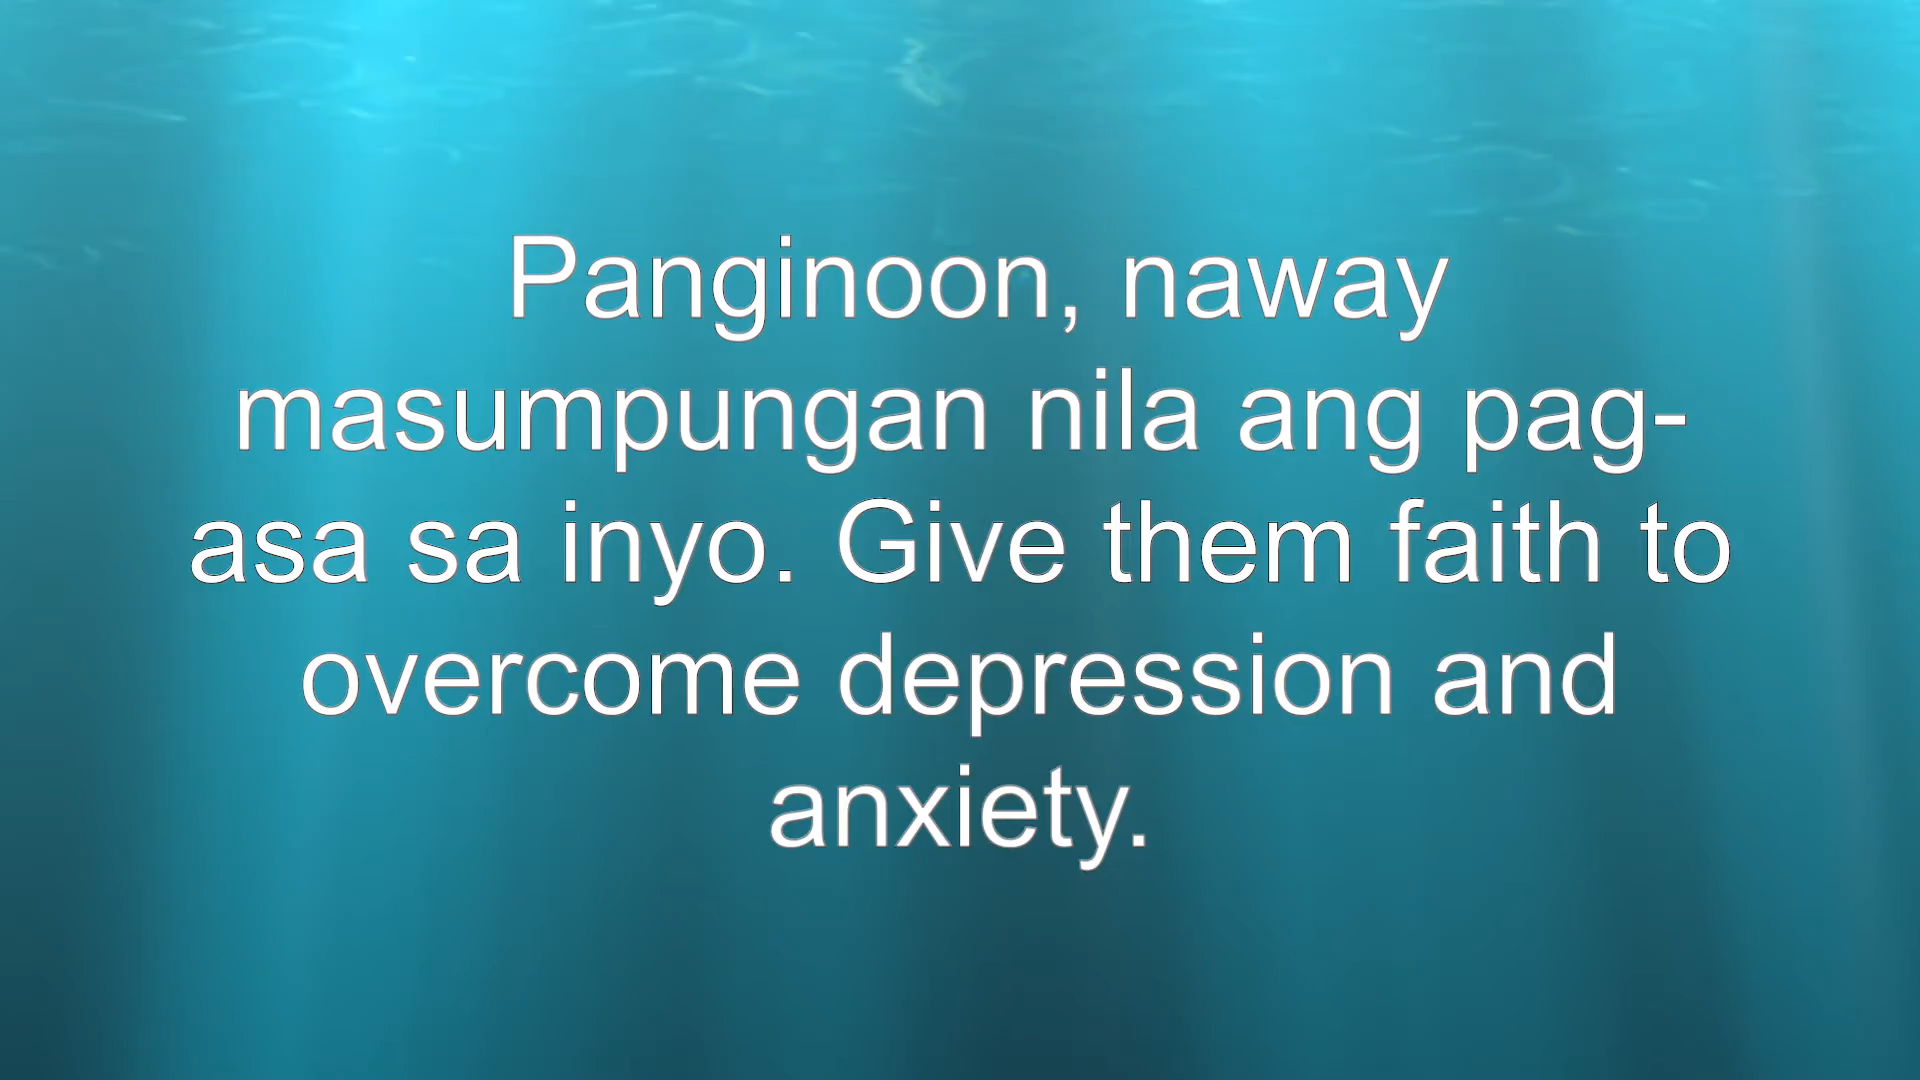 Panginoon, naway
masumpungan nila ang pag-
asa sa inyo. Give them faith to
overcome depression and
anxiety.